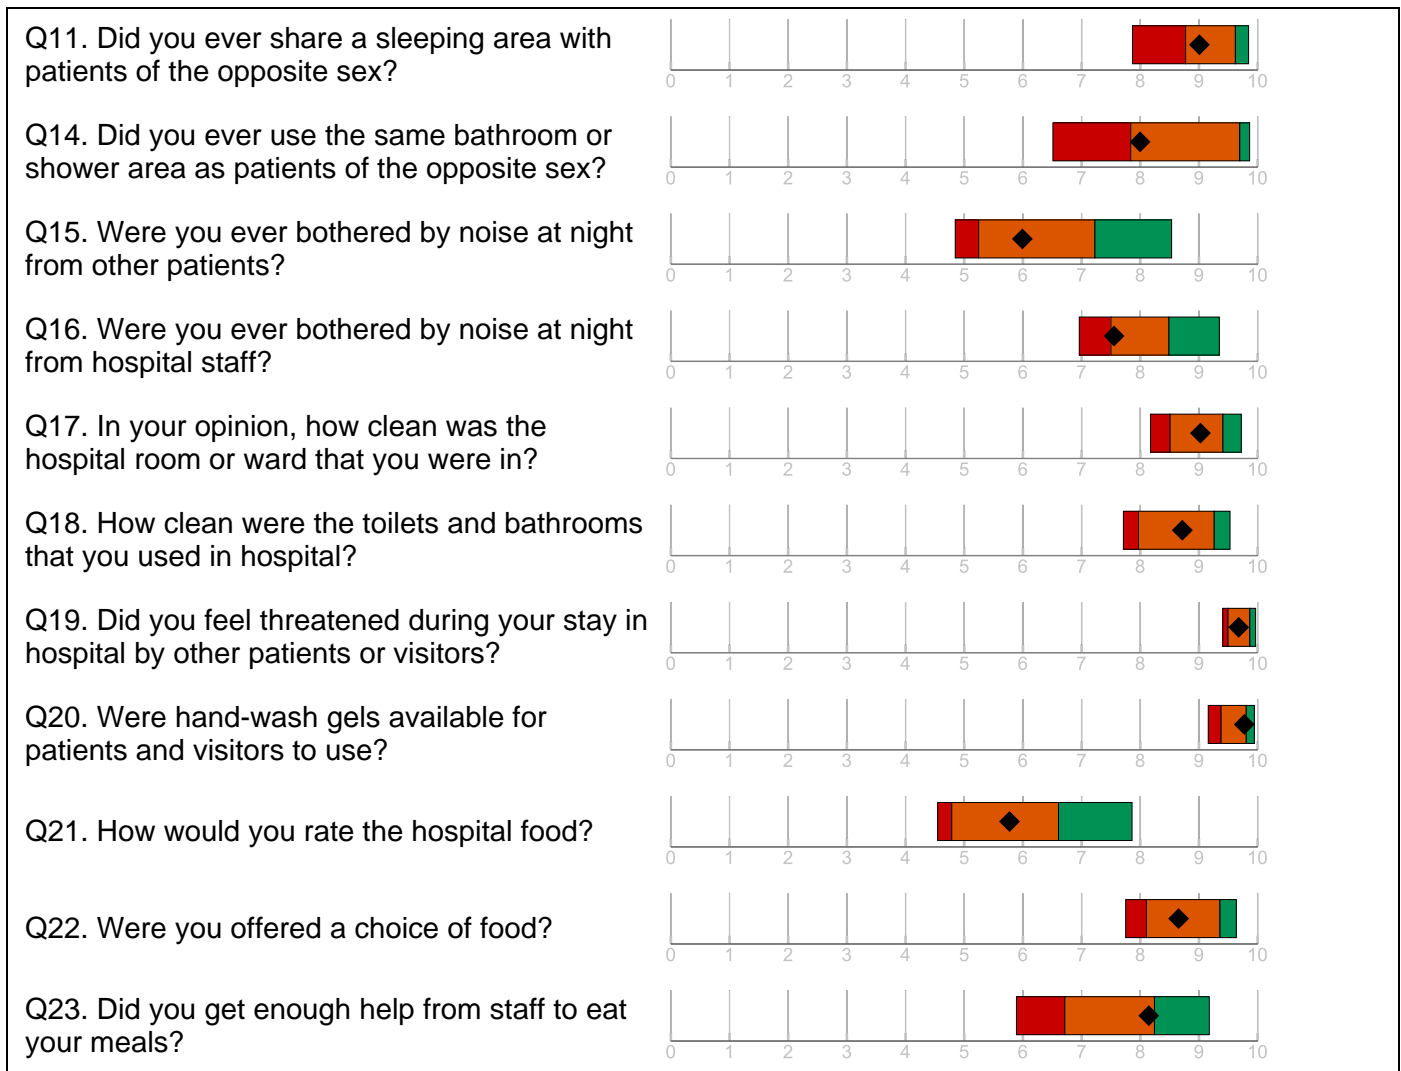 Q11. Did you ever share a sleeping area with
patients of the opposite sex?
0 1 2 3 4 5 6 7 8 9 10
Q14. Did you ever use the same bathroom or
shower area as patients of the opposite sex?
0 1 2 3 4 5 6 7 8 9 10
Q15. Were you ever bothered by noise at night
from other patients?
0 1 2 3 4 5 6 7 8 9 10
Q16. Were you ever bothered by noise at night
from hospital staff?
0 1 2 3 4 5 6 7 8 9 10
Q17. In your opinion, how clean was the
hospital room or ward that you were in?
0 1 2 3 4 5 6 7 8 9 10
Q18. How clean were the toilets and bathrooms
that you used in hospital?
0 1 2 3 4 5 6 7 8 9 10
Q19. Did you feel threatened during your stay in
hospital by other patients or visitors?
0 1 2 3 4 5 6 7 8 9 10
Q20. Were hand-wash gels available for
patients and visitors to use?
0 1 2 3 4 5 6 7 8 9 10
Q21. How would you rate the hospital food?
0 1 2 3 4 5 6 7 8 9 10
Q22. Were you offered a choice of food?
0 1 2 3 4 5 6 7 8 9 10
Q23. Did you get enough help from staff to eat
your meals?
0 1 2 3 4 5 6 7 8 9 10